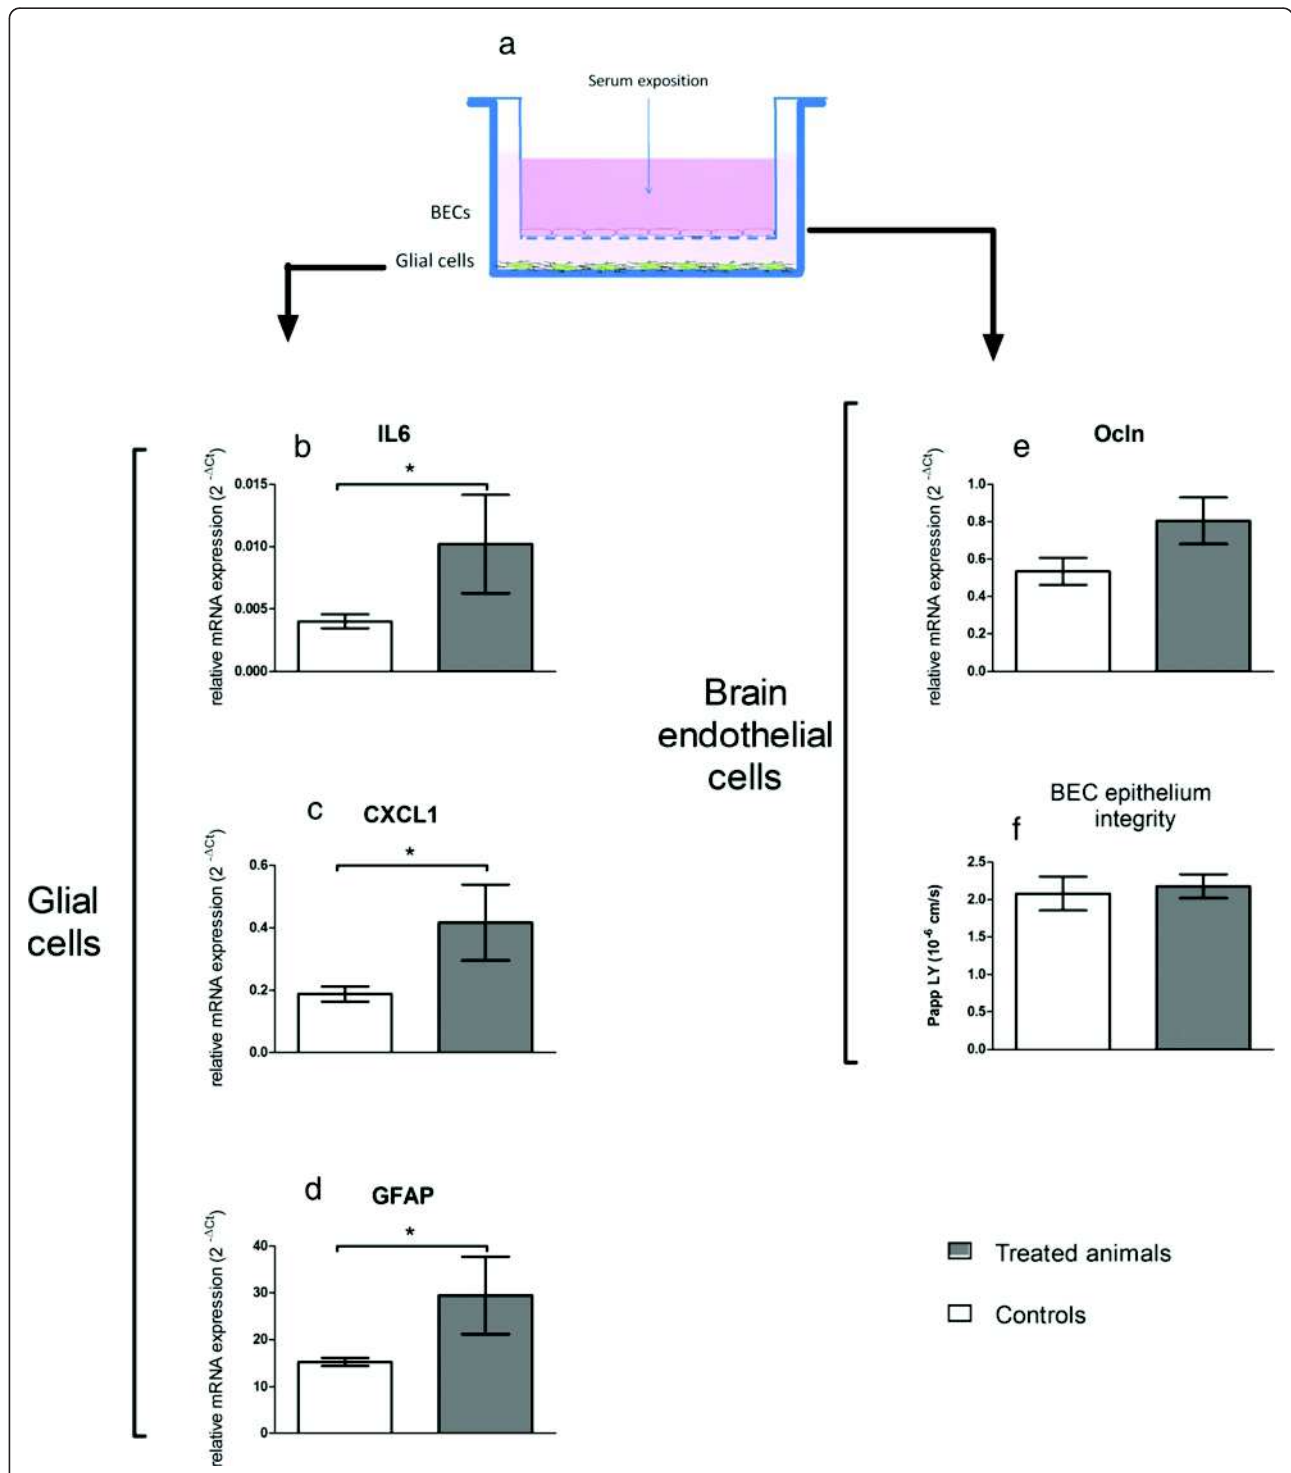 a
Serum exposition
BECs
Glial cells
b
IL6
*
relative mRNA expression (2 -ΔCt)
0.015
0.010
0.005
0.000
c
CXCL1
*
relative mRNA expression (2 -ΔCt)
0.6
0.4
0.2
0.0
d
GFAP
*
relative mRNA expression (2 -ΔCt)
40
30
20
10
0
Glial
cells
e
Ocln
relative mRNA expression (2 -ΔCt)
1.0
0.8
0.6
0.4
0.2
0.0
Brain
endothelial
cells
f
BEC epithelium
integrity
Papp LY (10-6 cm/s)
2.5
2.0
1.5
1.0
0.5
0.0
Treated animals
Controls